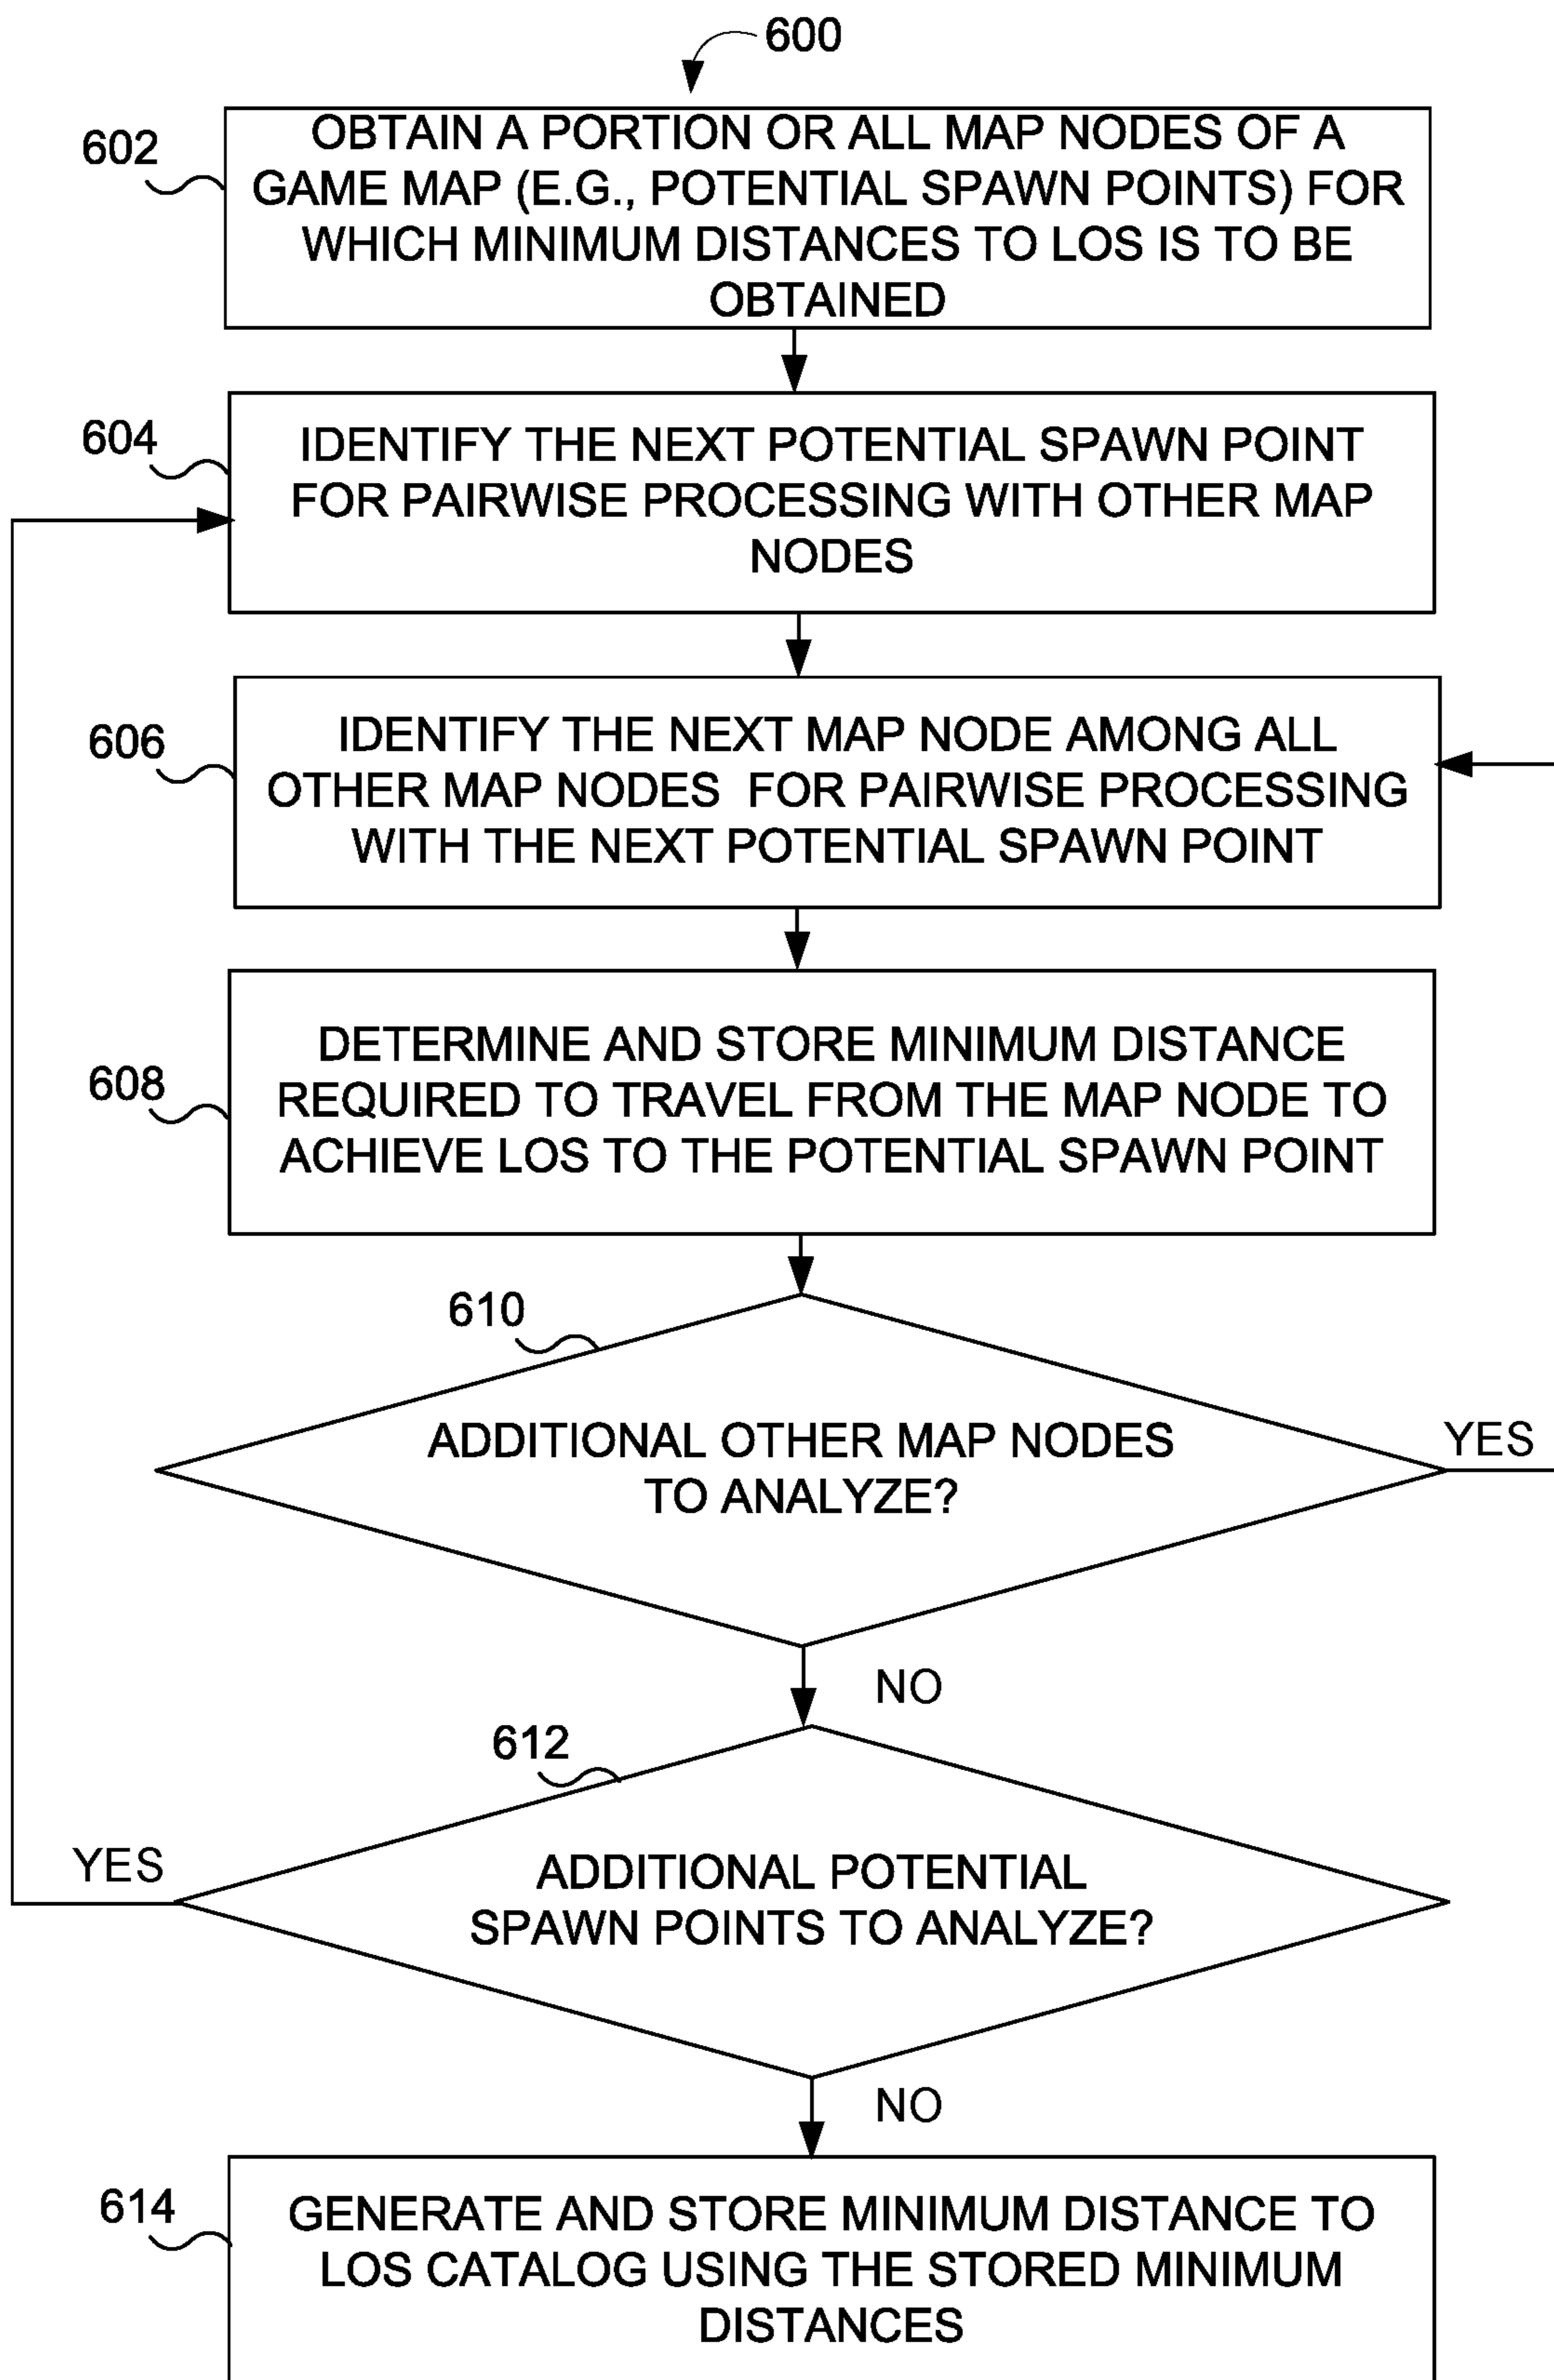 600
602
OBTAIN A PORTION OR ALL MAP NODES OF A
GAME MAP (E.G., POTENTIAL SPAWN POINTS) FOR
WHICH MINIMUM DISTANCES TO LOS IS TO BE
OBTAINED
604
IDENTIFY THE NEXT POTENTIAL SPAWN POINT
FOR PAIRWISE PROCESSING WITH OTHER MAP
NODES
606
IDENTIFY THE NEXT MAP NODE AMONG ALL
OTHER MAP NODES FOR PAIRWISE PROCESSING
WITH THE NEXT POTENTIAL SPAWN POINT
608
DETERMINE AND STORE MINIMUM DISTANCE
REQUIRED TO TRAVEL FROM THE MAP NODE TO
ACHIEVE LOS TO THE POTENTIAL SPAWN POINT
610
ADDITIONAL OTHER MAP NODES
TO ANALYZE?
YES
NO
612
ADDITIONAL POTENTIAL
SPAWN POINTS TO ANALYZE?
YES
NO
614
GENERATE AND STORE MINIMUM DISTANCE TO
LOS CATALOG USING THE STORED MINIMUM
DISTANCES